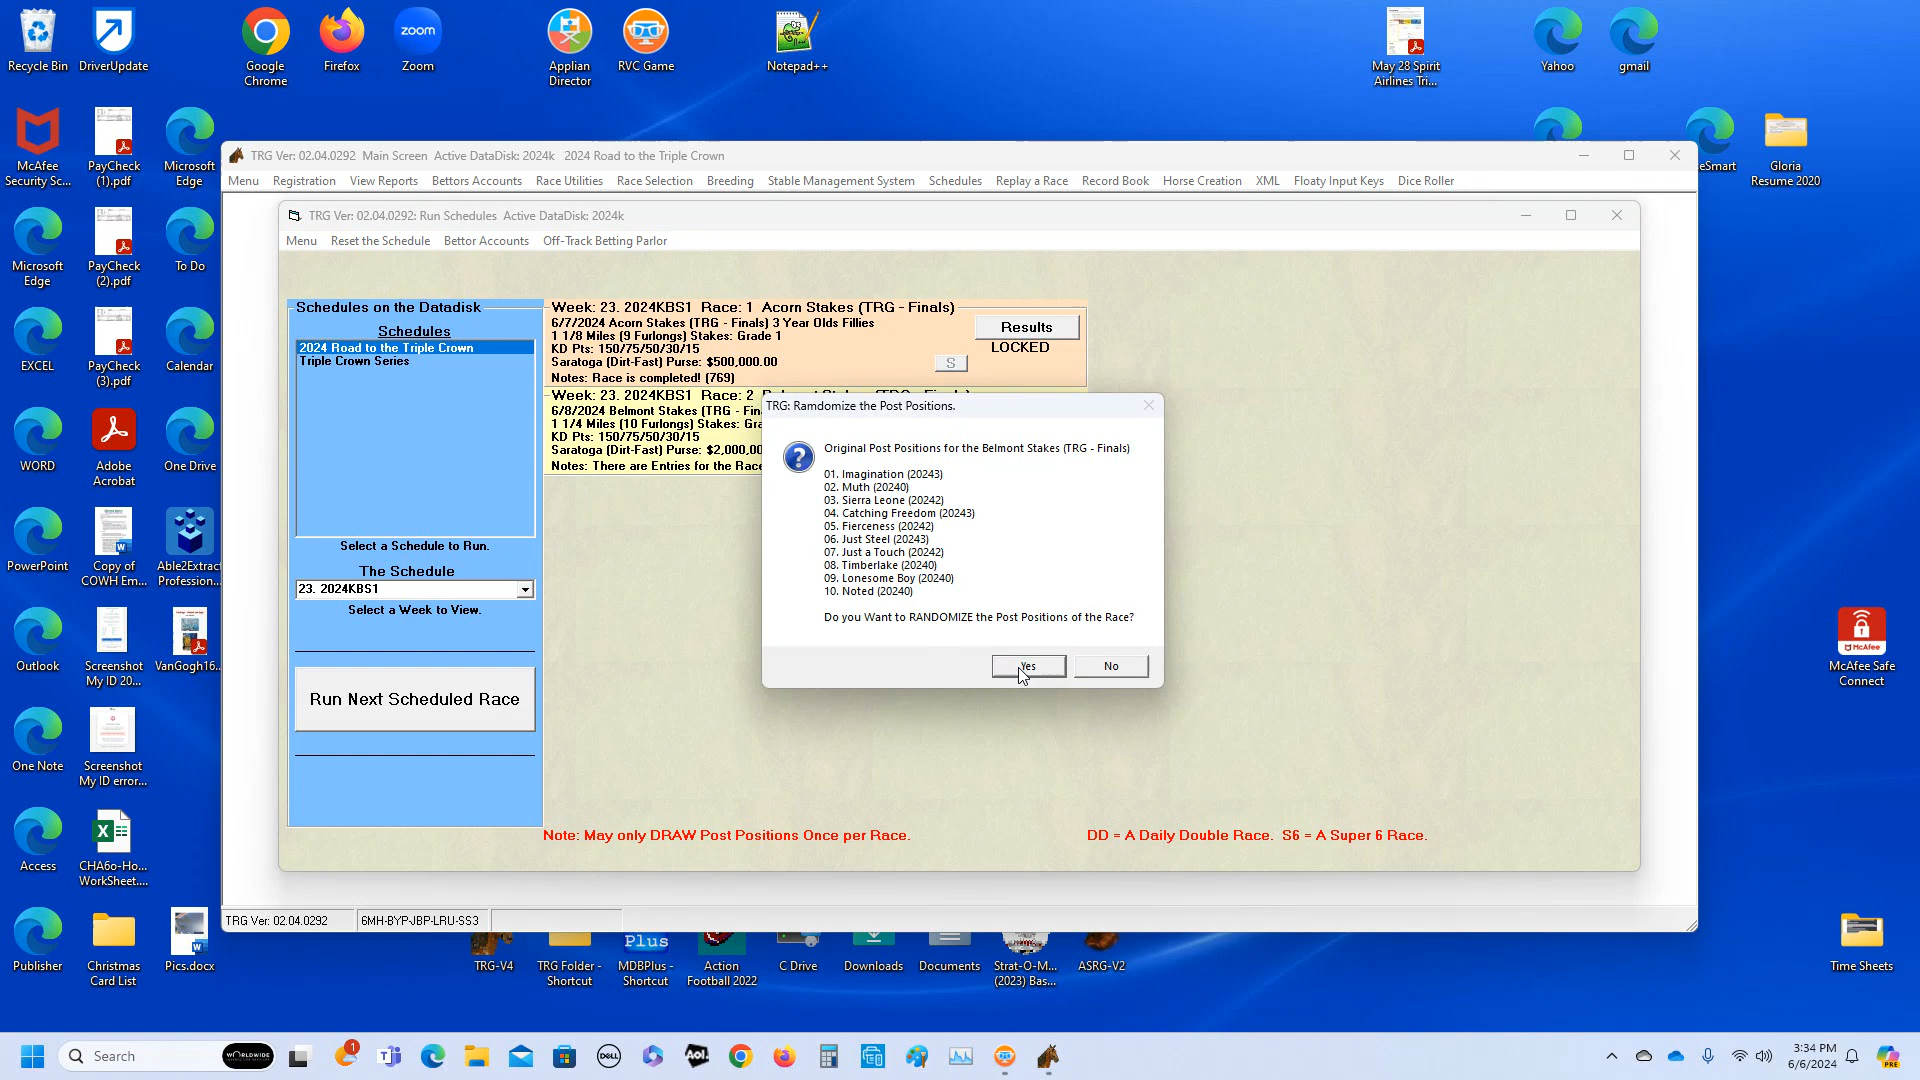 Recycle Bin
DriverUpdate
Google
Chrome
Firefox
zoom
Zoom
Applian
Director
RVC Game
Notepad++
May 28 Spirit
Airlines Tri...
Yahoo
gmail
McAfee
Security Sc...
PayCheck
(1).pdf
Microsoft
Edge
eSmart
Gloria
Resume 2020
TRG Ver: 02.04.0292 Main Screen Active DataDisk: 2024k 2024 Road to the Triple Crown
Menu Registration View Reports Bettors Accounts Race Utilities Race Selection Breeding Stable Management System Schedules Replay a Race Record Book Horse Creation XML Floaty Input Keys Dice Roller
TRG Ver: 02.04.0292: Run Schedules Active DataDisk: 2024k
Menu Reset the Schedule Bettor Accounts Off-Track Betting Parlor
Microsoft
Edge
PayCheck
(2).pdf
To Do
Schedules on the Datadisk
Schedules
2024 Road to the Triple Crown
Triple Crown Series
Select a Schedule to Run.
The Schedule
23. 2024KBS1
Select a Week to View.
Run Next Scheduled Race
Week: 23. 2024KBS1 Race: 1 Acorn Stakes (TRG - Finals)
6/7/2024 Acorn Stakes (TRG - Finals) 3 Year Olds Fillies
1 1/8 Miles (9 Furlongs) Stakes: Grade 1
KD Pts: 150/75/50/30/15
Saratoga (Dirt-Fast) Purse: $500,000.00
Notes: Race is completed! (769)
Results
LOCKED
S
Week: 23. 2024KBS1 Race: 2 Belmont Stakes (TRG - Finals)
6/8/2024 Belmont Stakes (TRG - Fin
1 1/4 Miles (10 Furlongs) Stakes: Gra
KD Pts: 150/75/50/30/15
Saratoga (Dirt-Fast) Purse: $2,000,0
Notes: There are Entries for the Race
TRG: Ramdomize the Post Positions.
Original Post Positions for the Belmont Stakes (TRG - Finals)
01. Imagination (20243)
02. Muth (20240)
03. Sierra Leone (20242)
04. Catching Freedom (20243)
05. Fierceness (20242)
06. Just Steel (20243)
07. Just a Touch (20242)
08. Timberlake (20240)
09. Lonesome Boy (20240)
10. Noted (20240)
Do you Want to RANDOMIZE the Post Positions of the Race?
Yes
No
Note: May only DRAW Post Positions Once per Race.
DD = A Daily Double Race. S6 = A Super 6 Race.
TRG Ver: 02.04.0292
6MH-BYP-JBP-LRU-SS3
EXCEL
PayCheck
(3).pdf
Calendar
WORD
Adobe
Acrobat
One Drive
PowerPoint
Copy of
COWH Em...
Able2Extract
Profession...
Outlook
Screenshot
My ID 20...
VanGogh16...
McAfee
McAfee Safe
Connect
One Note
Screenshot
My ID error...
Access
CHA6o-Ho...
WorkSheet....
Publisher
Christmas
Card List
Pics.docx
TRG-V4
TRG Folder -
Shortcut
Plus
MDBPlus -
Shortcut
Action
Football 2022
C Drive
Downloads
Documents
Strat-O-M...
(2023) Bas...
ASRG-V2
Time Sheets
Search
WORLDWIDE
1
DELL
Aol.
3:34 PM
6/6/2024
PRE